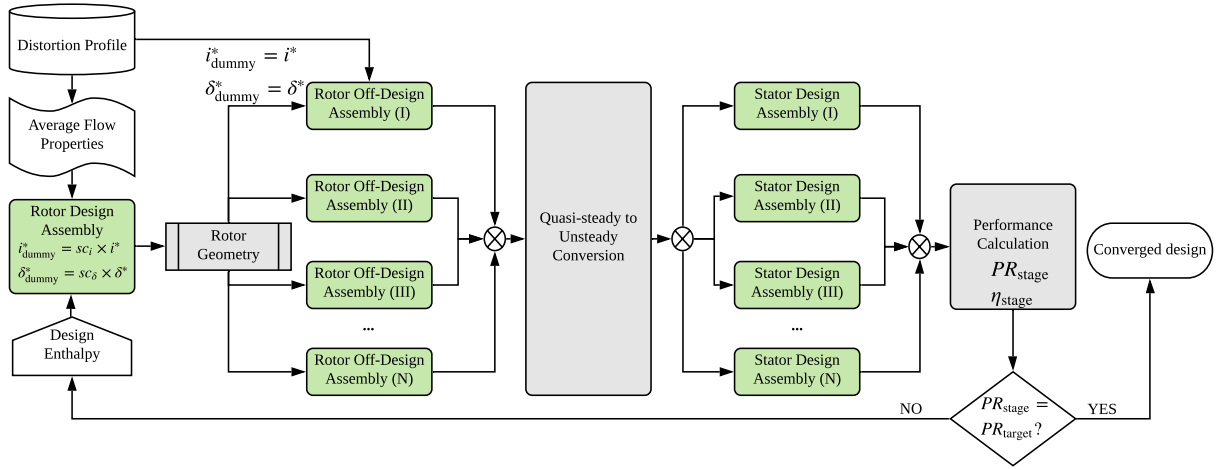 Distortion Profile
i*dummy = i*
δ*dummy = δ*
Average Flow
Properties
Rotor Design
Assembly
i*dummy = sci × i*
δ*dummy = scδ × δ*
Design
Enthalpy
Rotor
Geometry
Rotor Off-Design
Assembly (I)
Rotor Off-Design
Assembly (II)
Rotor Off-Design
Assembly (III)
...
Rotor Off-Design
Assembly (N)
Quasi-steady to
Unsteady
Conversion
Stator Design
Assembly (I)
Stator Design
Assembly (II)
Stator Design
Assembly (III)
...
Stator Design
Assembly (N)
Performance
Calculation
PRstage
ηstage
Converged design
PRstage =
PRtarget?
NO
YES